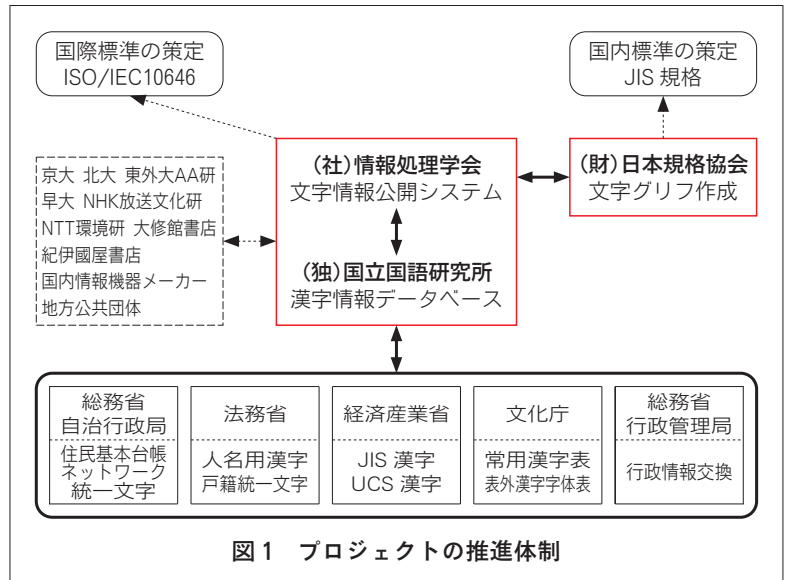 国際標準の策定
ISO/IEC10646
国内標準の策定
JIS 規格
(社)情報処理学会
文字情報公開システム
(独)国立国語研究所
漢字情報データベース
(財)日本規格協会
文字グリフ作成
京大 北大 東外大AA研
早大 NHK放送文化研
NTT環境研 大修館書店
紀伊國屋書店
国内情報機器メーカー
地方公共団体
総務省
自治行政局
住民基本台帳
ネットワーク
統一文字
法務省
人名用漢字
戸籍統一文字
経済産業省
JIS 漢字
UCS 漢字
文化庁
常用漢字表
表外漢字字体表
総務省
行政管理局
行政情報交換
図1 プロジェクトの推進体制